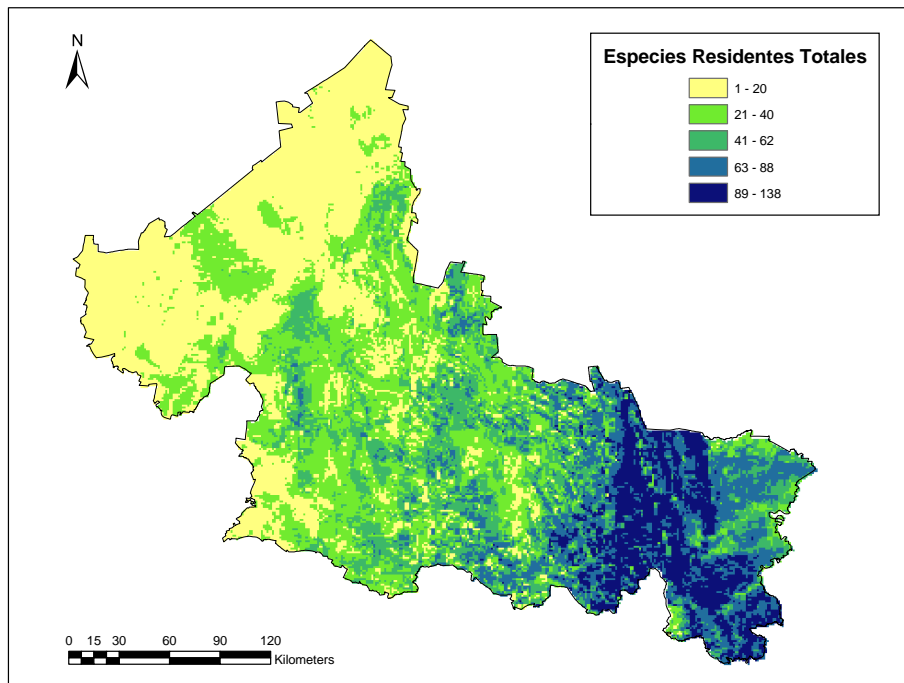 N
Especies Residentes Totales
1 - 20
21 - 40
41 - 62
63 - 88
89 - 138
0 15 30 60 90 120
Kilometers